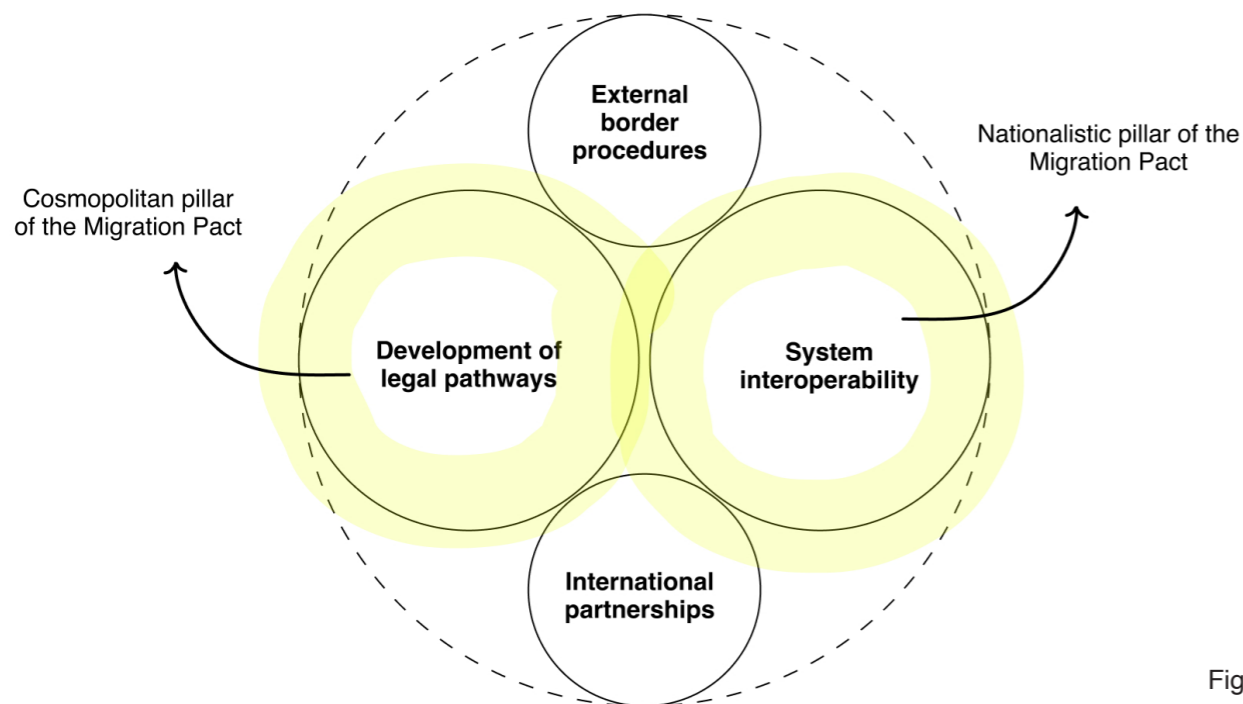 External
border
procedures
Nationalistic pillar of the
Migration Pact
Cosmopolitan pillar
of the Migration Pact
Development of
legal pathways
System
interoperability
International
partnerships
Fig